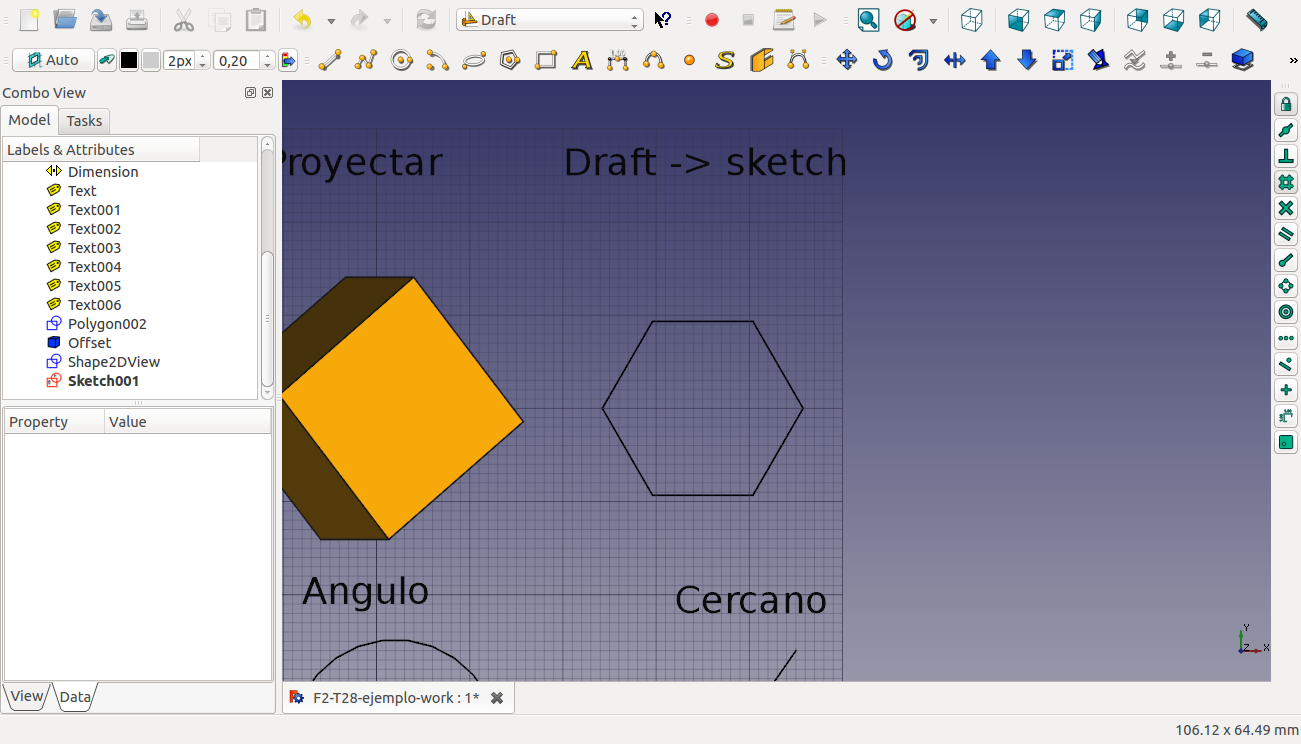 Draft
Auto
2px
0,20
»
Combo View
Model
Tasks
Labels & Attributes
Dimension
Text
Text001
Text002
Text003
Text004
Text005
Text006
Polygon002
Offset
Shape2DView
Sketch001
Property
Value
View
Data
Proyectar
Draft -> sketch
Angulo
Cercano
Y
Z
X
F2-T28-ejemplo-work : 1*
106.12 x 64.49 mm